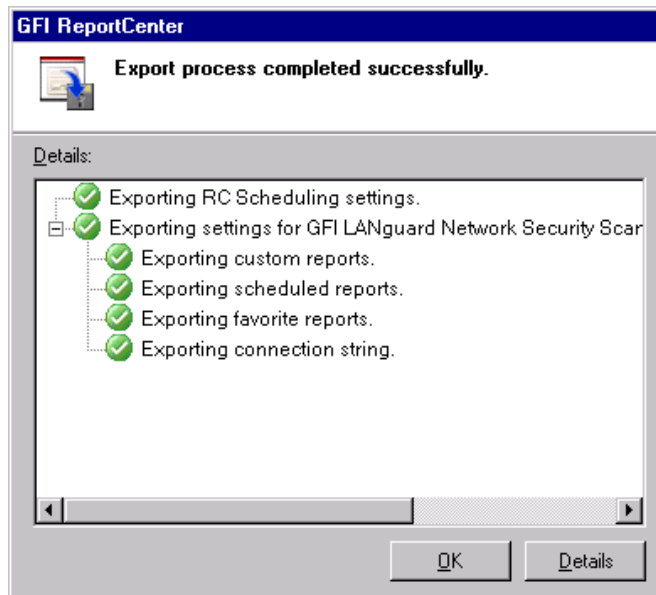 GFI ReportCenter
Export process completed successfully.
Details:
Exporting RC Scheduling settings.
Exporting settings for GFI LANguard Network Security Scar
Exporting custom reports.
Exporting scheduled reports.
Exporting favorite reports.
Exporting connection string.
OK
Details